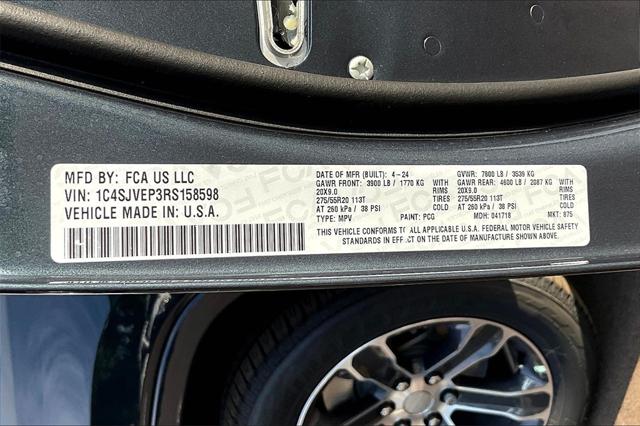 MFD BY: FCA US LLC
VIN: 1C4SJVEP3RS158598
VEHICLE MADE IN: U.S.A.
DATE OF MFR (BUILT): 4-24 GVWR: 7800 LB / 3539 KG
GAWR FRONT: 3900 LB / 1770 KG WITH GAWR REAR: 4600 LB / 2087 KG WITH
20X9.0 RIMS 20X9.0 RIMS
275/55R20 113T TIRES 275/55R20 113T TIRES
AT 260 kPa / 38 PSI COLD AT 260 kPa / 38 PSI COLD
TYPE: MPV PAINT: PCG MDH: 041718 MKT: 875
THIS VEHICLE CONFORMS TO ALL APPLICABLE U.S.A. FEDERAL MOTOR VEHICLE SAFETY
STANDARDS IN EFFECT ON THE DATE OF MANUFACTURE SHOWN ABOVE.